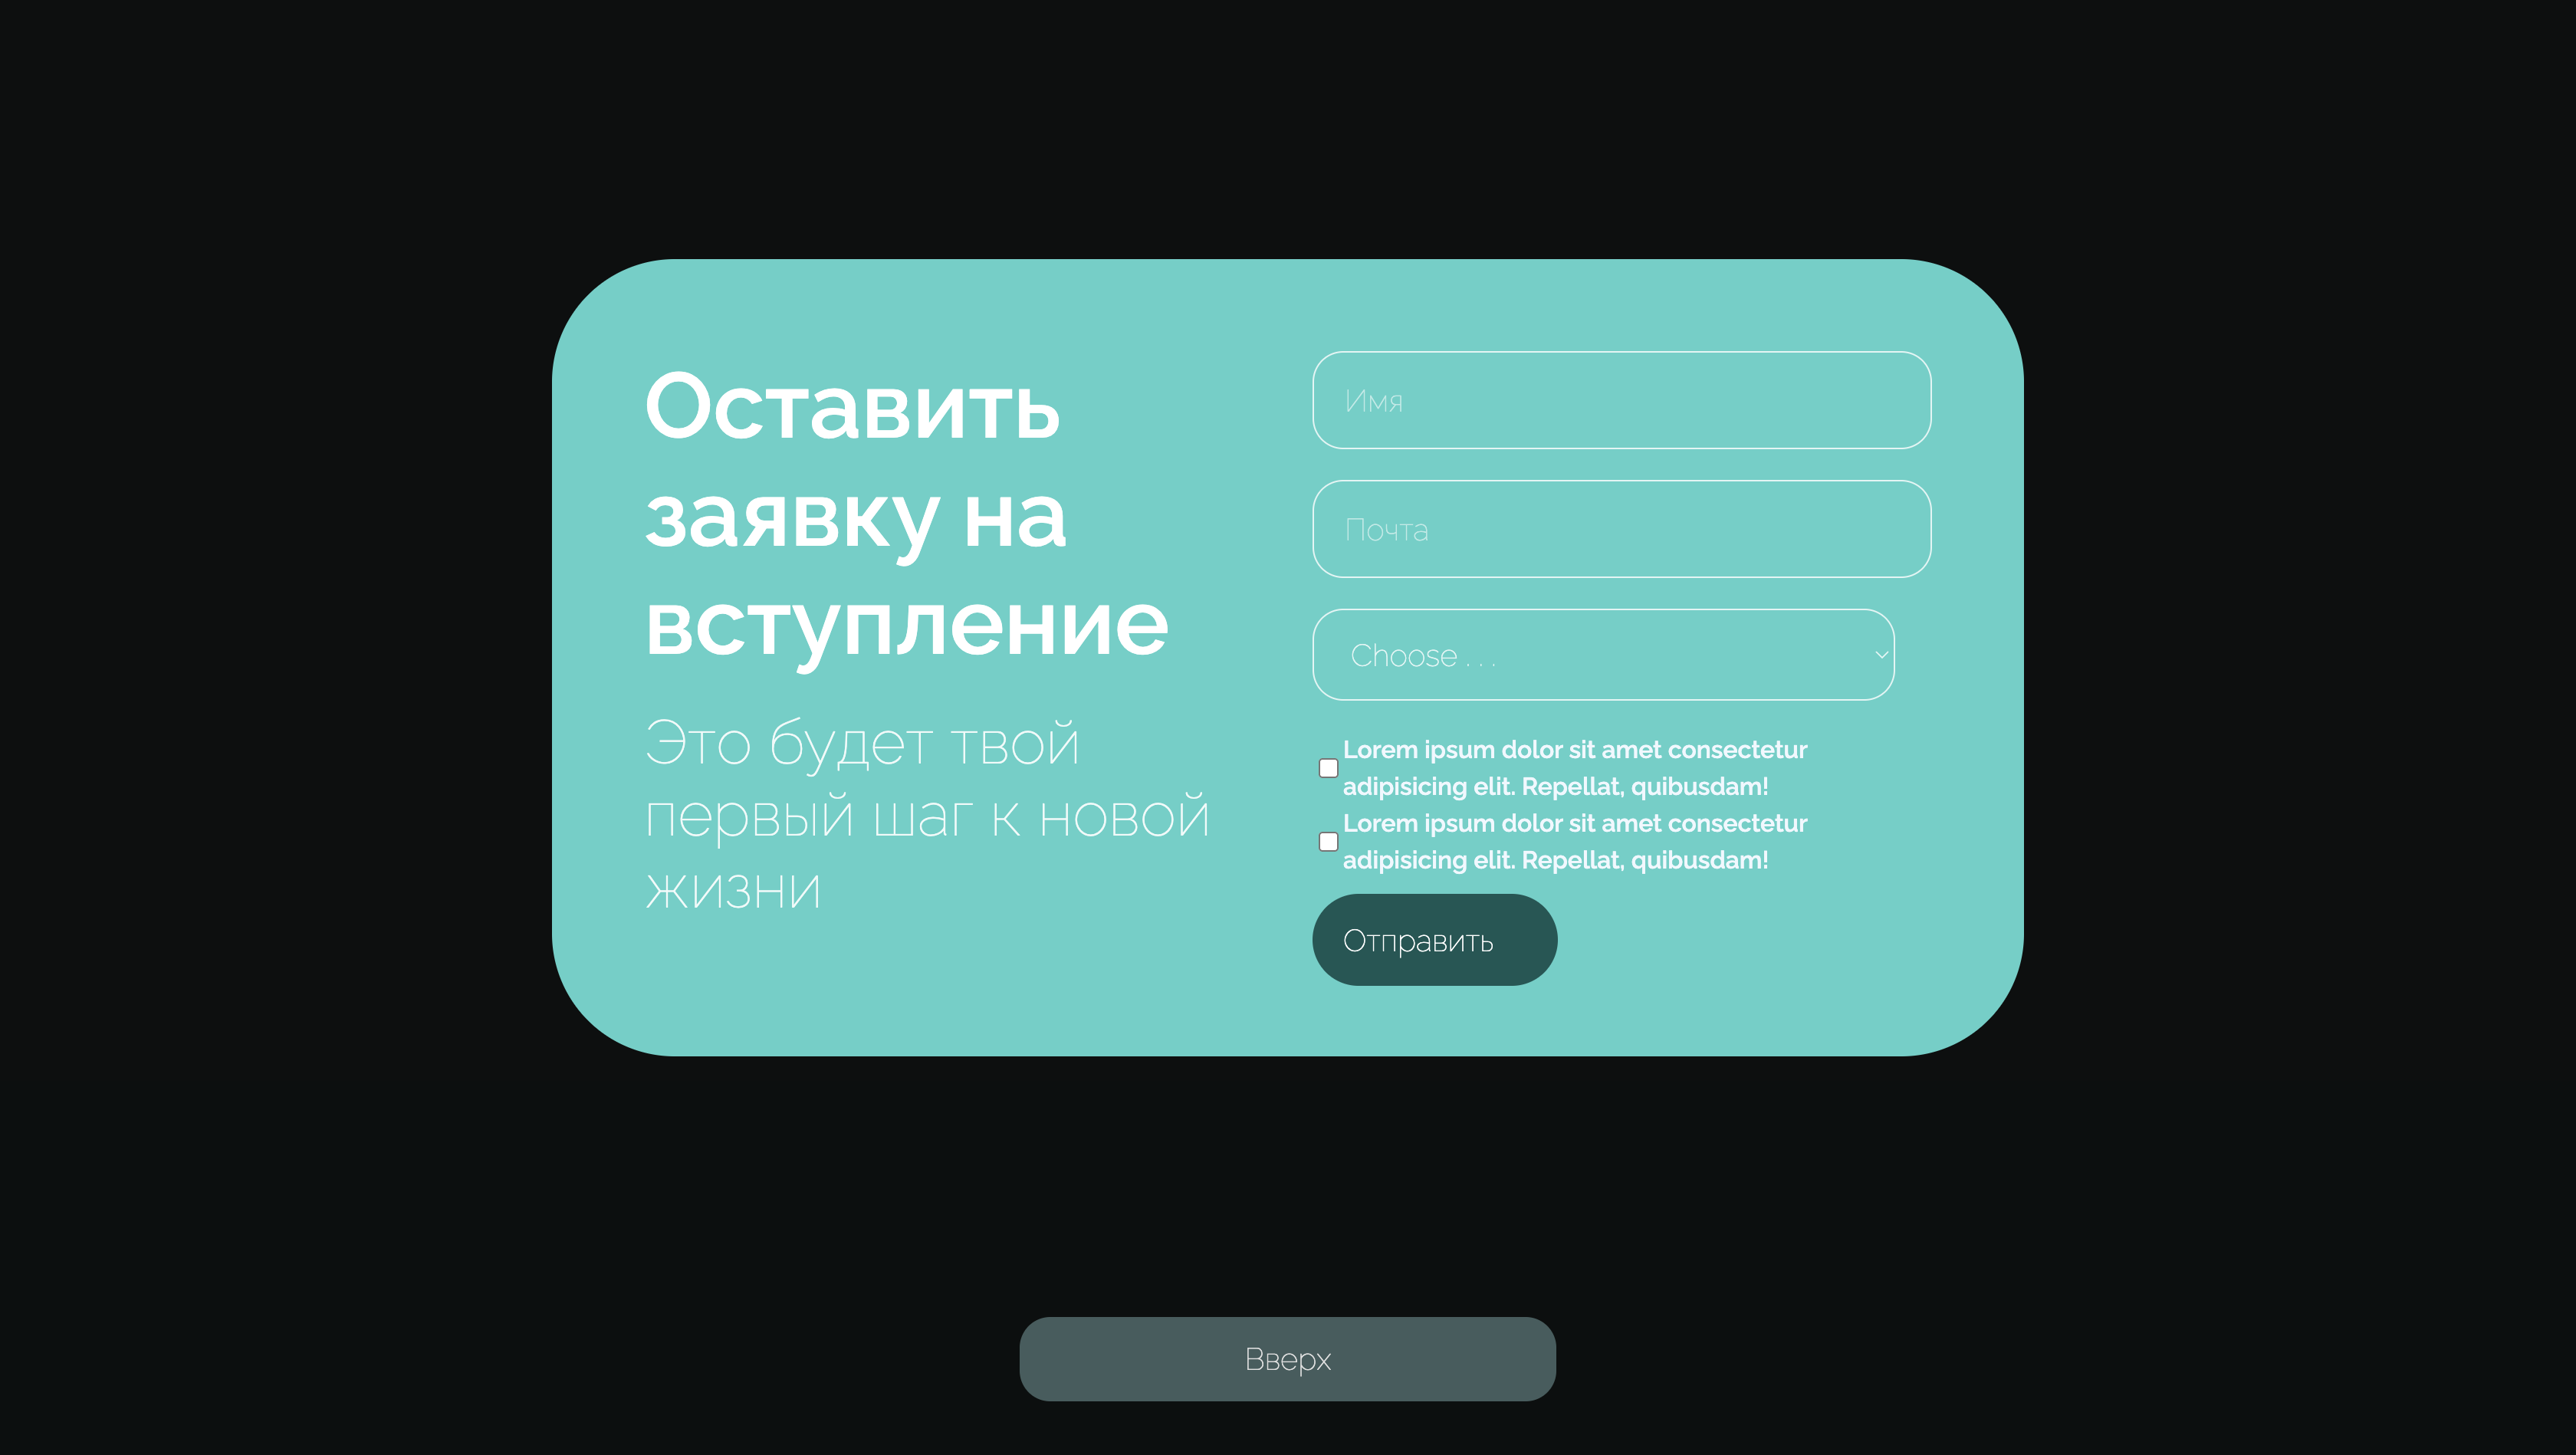 Оставить
заявку на
вступление
Это будет твой
первый шаг к новой
жизни
Имя
Почта
Choose . . .
Lorem ipsum dolor sit amet consectetur
adipisicing elit. Repellat, quibusdam!
Lorem ipsum dolor sit amet consectetur
adipisicing elit. Repellat, quibusdam!
Отправить
Вверх